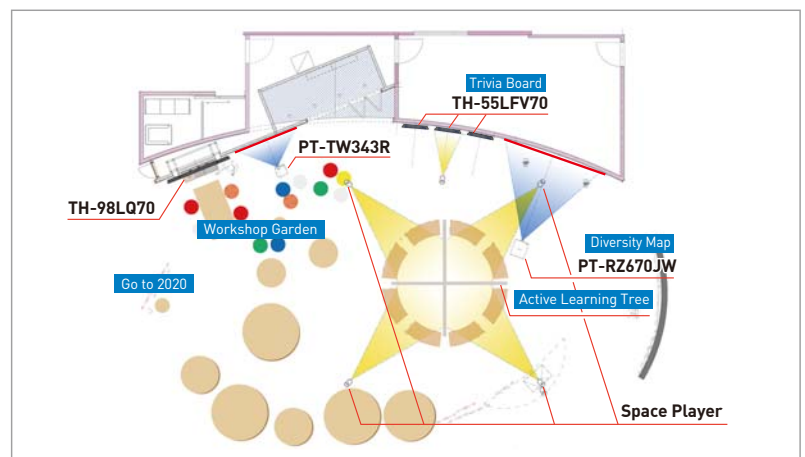 Trivia Board
TH-55LFV70
PT-TW343R
TH-98LQ70
Workshop Garden
Diversity Map
PT-RZ670JW
Go to 2020
Active Learning Tree
Space Player